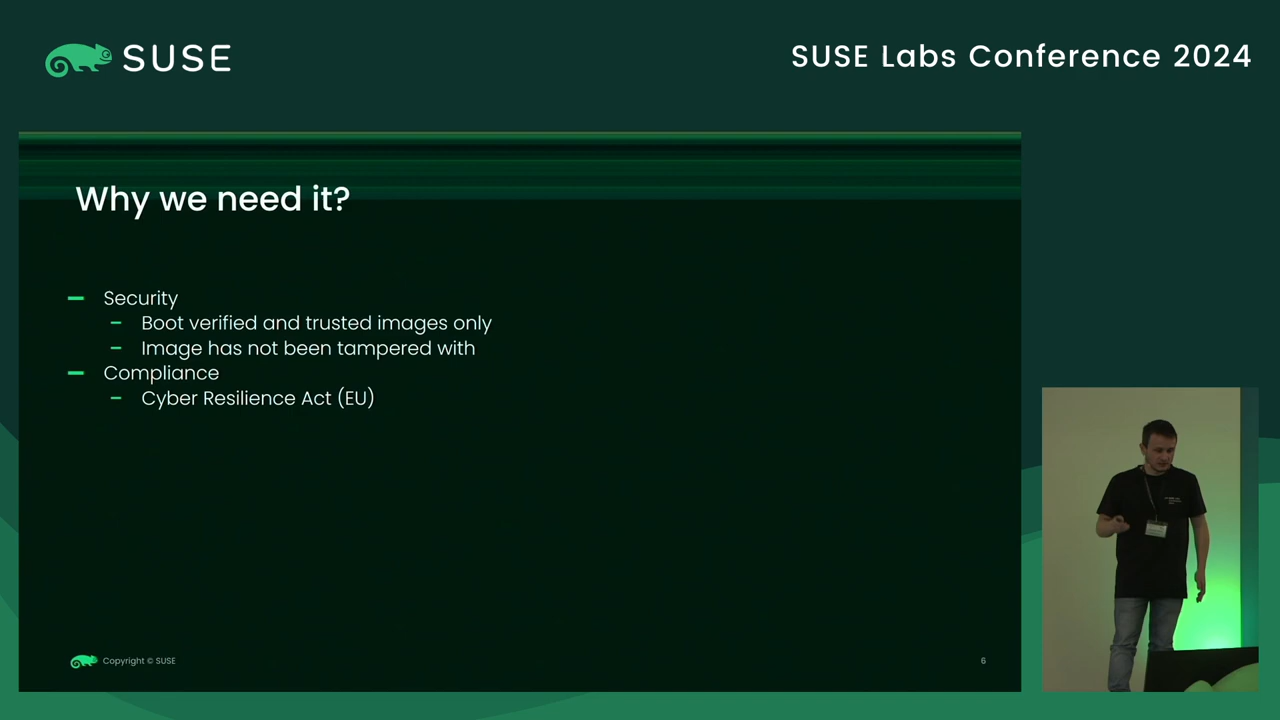 SUSE
SUSE Labs Conference 2024
Why we need it?
Security
Boot verified and trusted images only
Image has not been tampered with
Compliance
Cyber Resilience Act (EU)
Copyright © SUSE
6